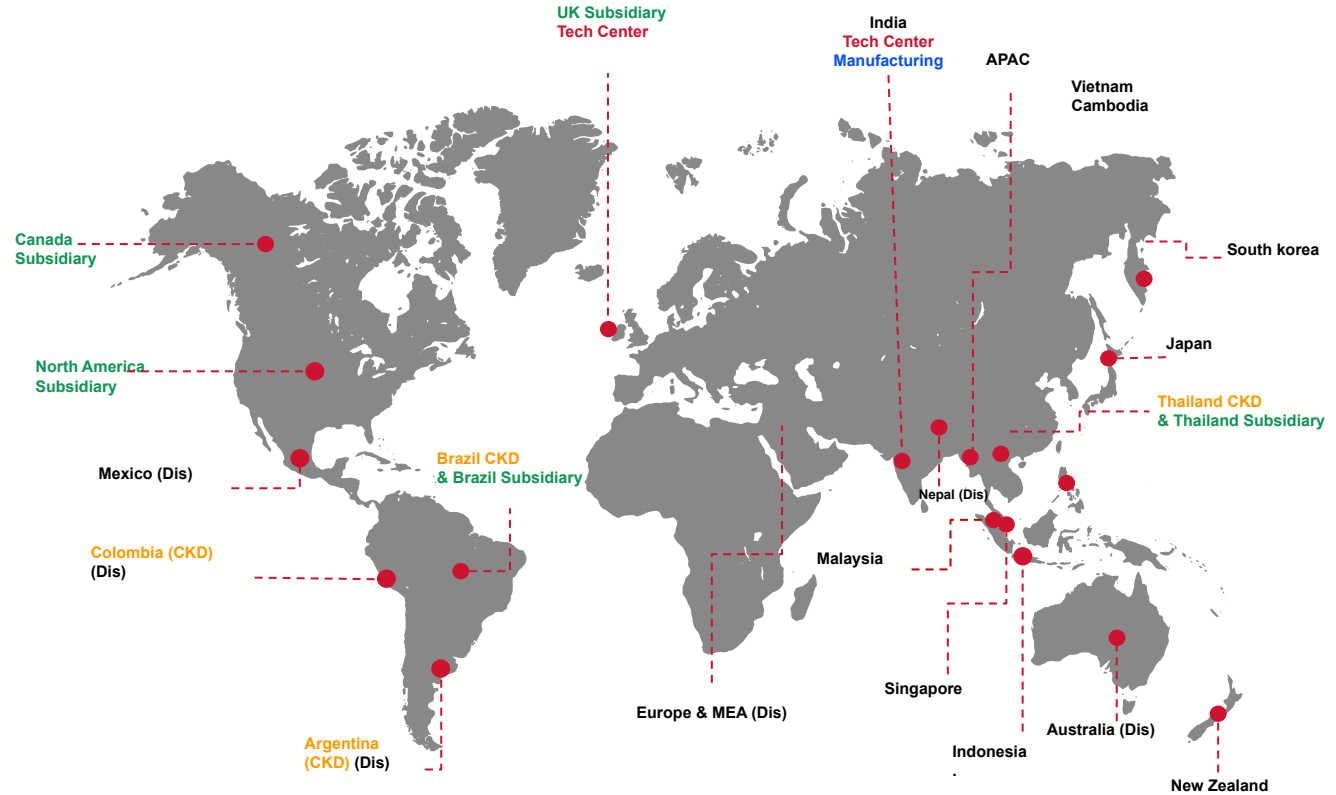 UK Subsidiary
Tech Center
India
Tech Center
Manufacturing
APAC
Vietnam
Cambodia
Canada
Subsidiary
South korea
Japan
North America
Subsidiary
Thailand CKD
& Thailand Subsidiary
Mexico (Dis)
Brazil CKD
& Brazil Subsidiary
Nepal (Dis)
Colombia (CKD)
(Dis)
Malaysia
Singapore
Europe & MEA (Dis)
Argentina
(CKD) (Dis)
Indonesia
.
Australia (Dis)
New Zealand